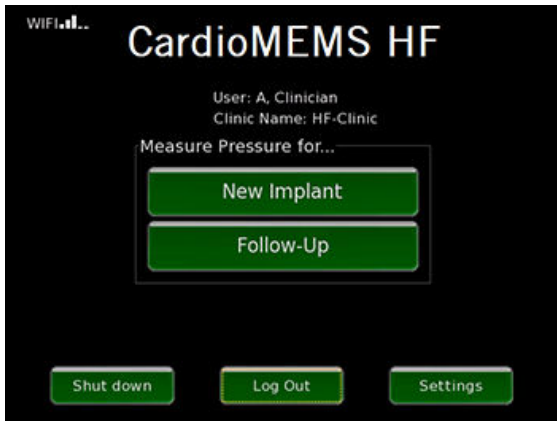 WIFI
CardioMEMS HF
User: A, Clinician
Clinic Name: HF-Clinic
Measure Pressure for...
New Implant
Follow-Up
Shut down
Log Out
Settings